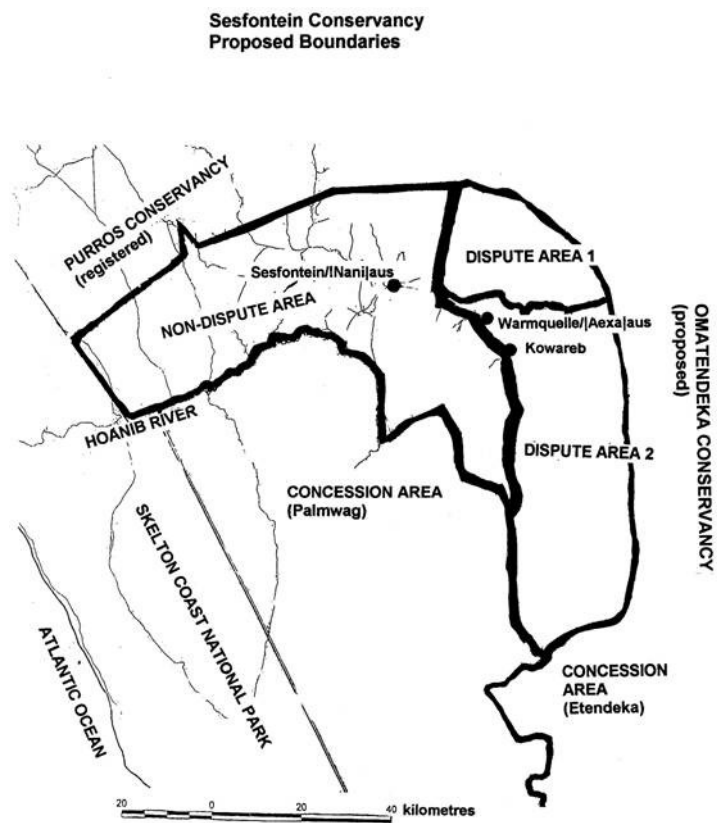 Sesfontein Conservancy
Proposed Boundaries
PURROS CONSERVANCY
(registered)
DISPUTE AREA 1
Sesfontein/!Nani|aus
NON-DISPUTE AREA
Warmquelle/|Aexa|aus
Kowareb
OMATENDEKA CONSERVANCY
(proposed)
HOANIB RIVER
DISPUTE AREA 2
CONCESSION AREA
(Palmwag)
SKELTON COAST NATIONAL PARK
ATLANTIC OCEAN
CONCESSION
AREA
(Etendeka)
20 0 20 40 kilometres